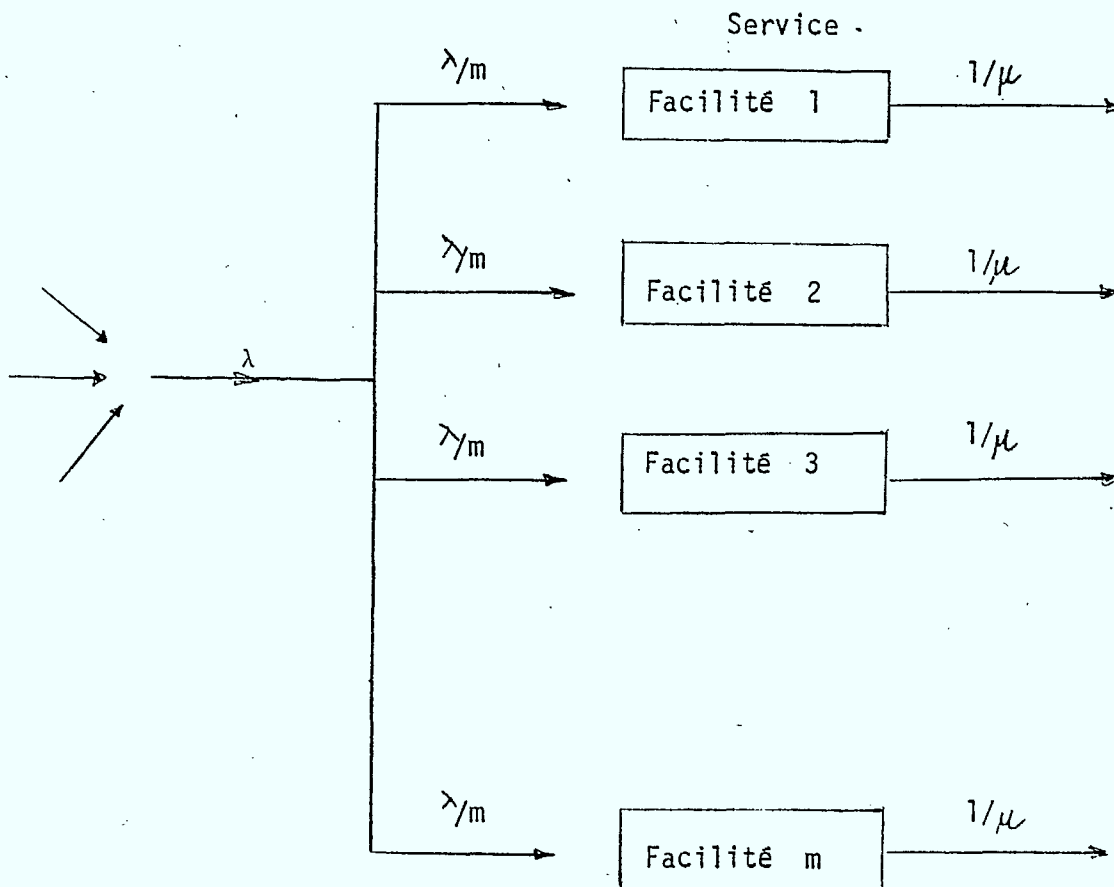 Service.
λ/m
Facilité 1
1/μ
λ/m
Facilité 2
1/μ
λ
λ/m
Facilité 3
1/μ
λ/m
Facilité m
1/μ